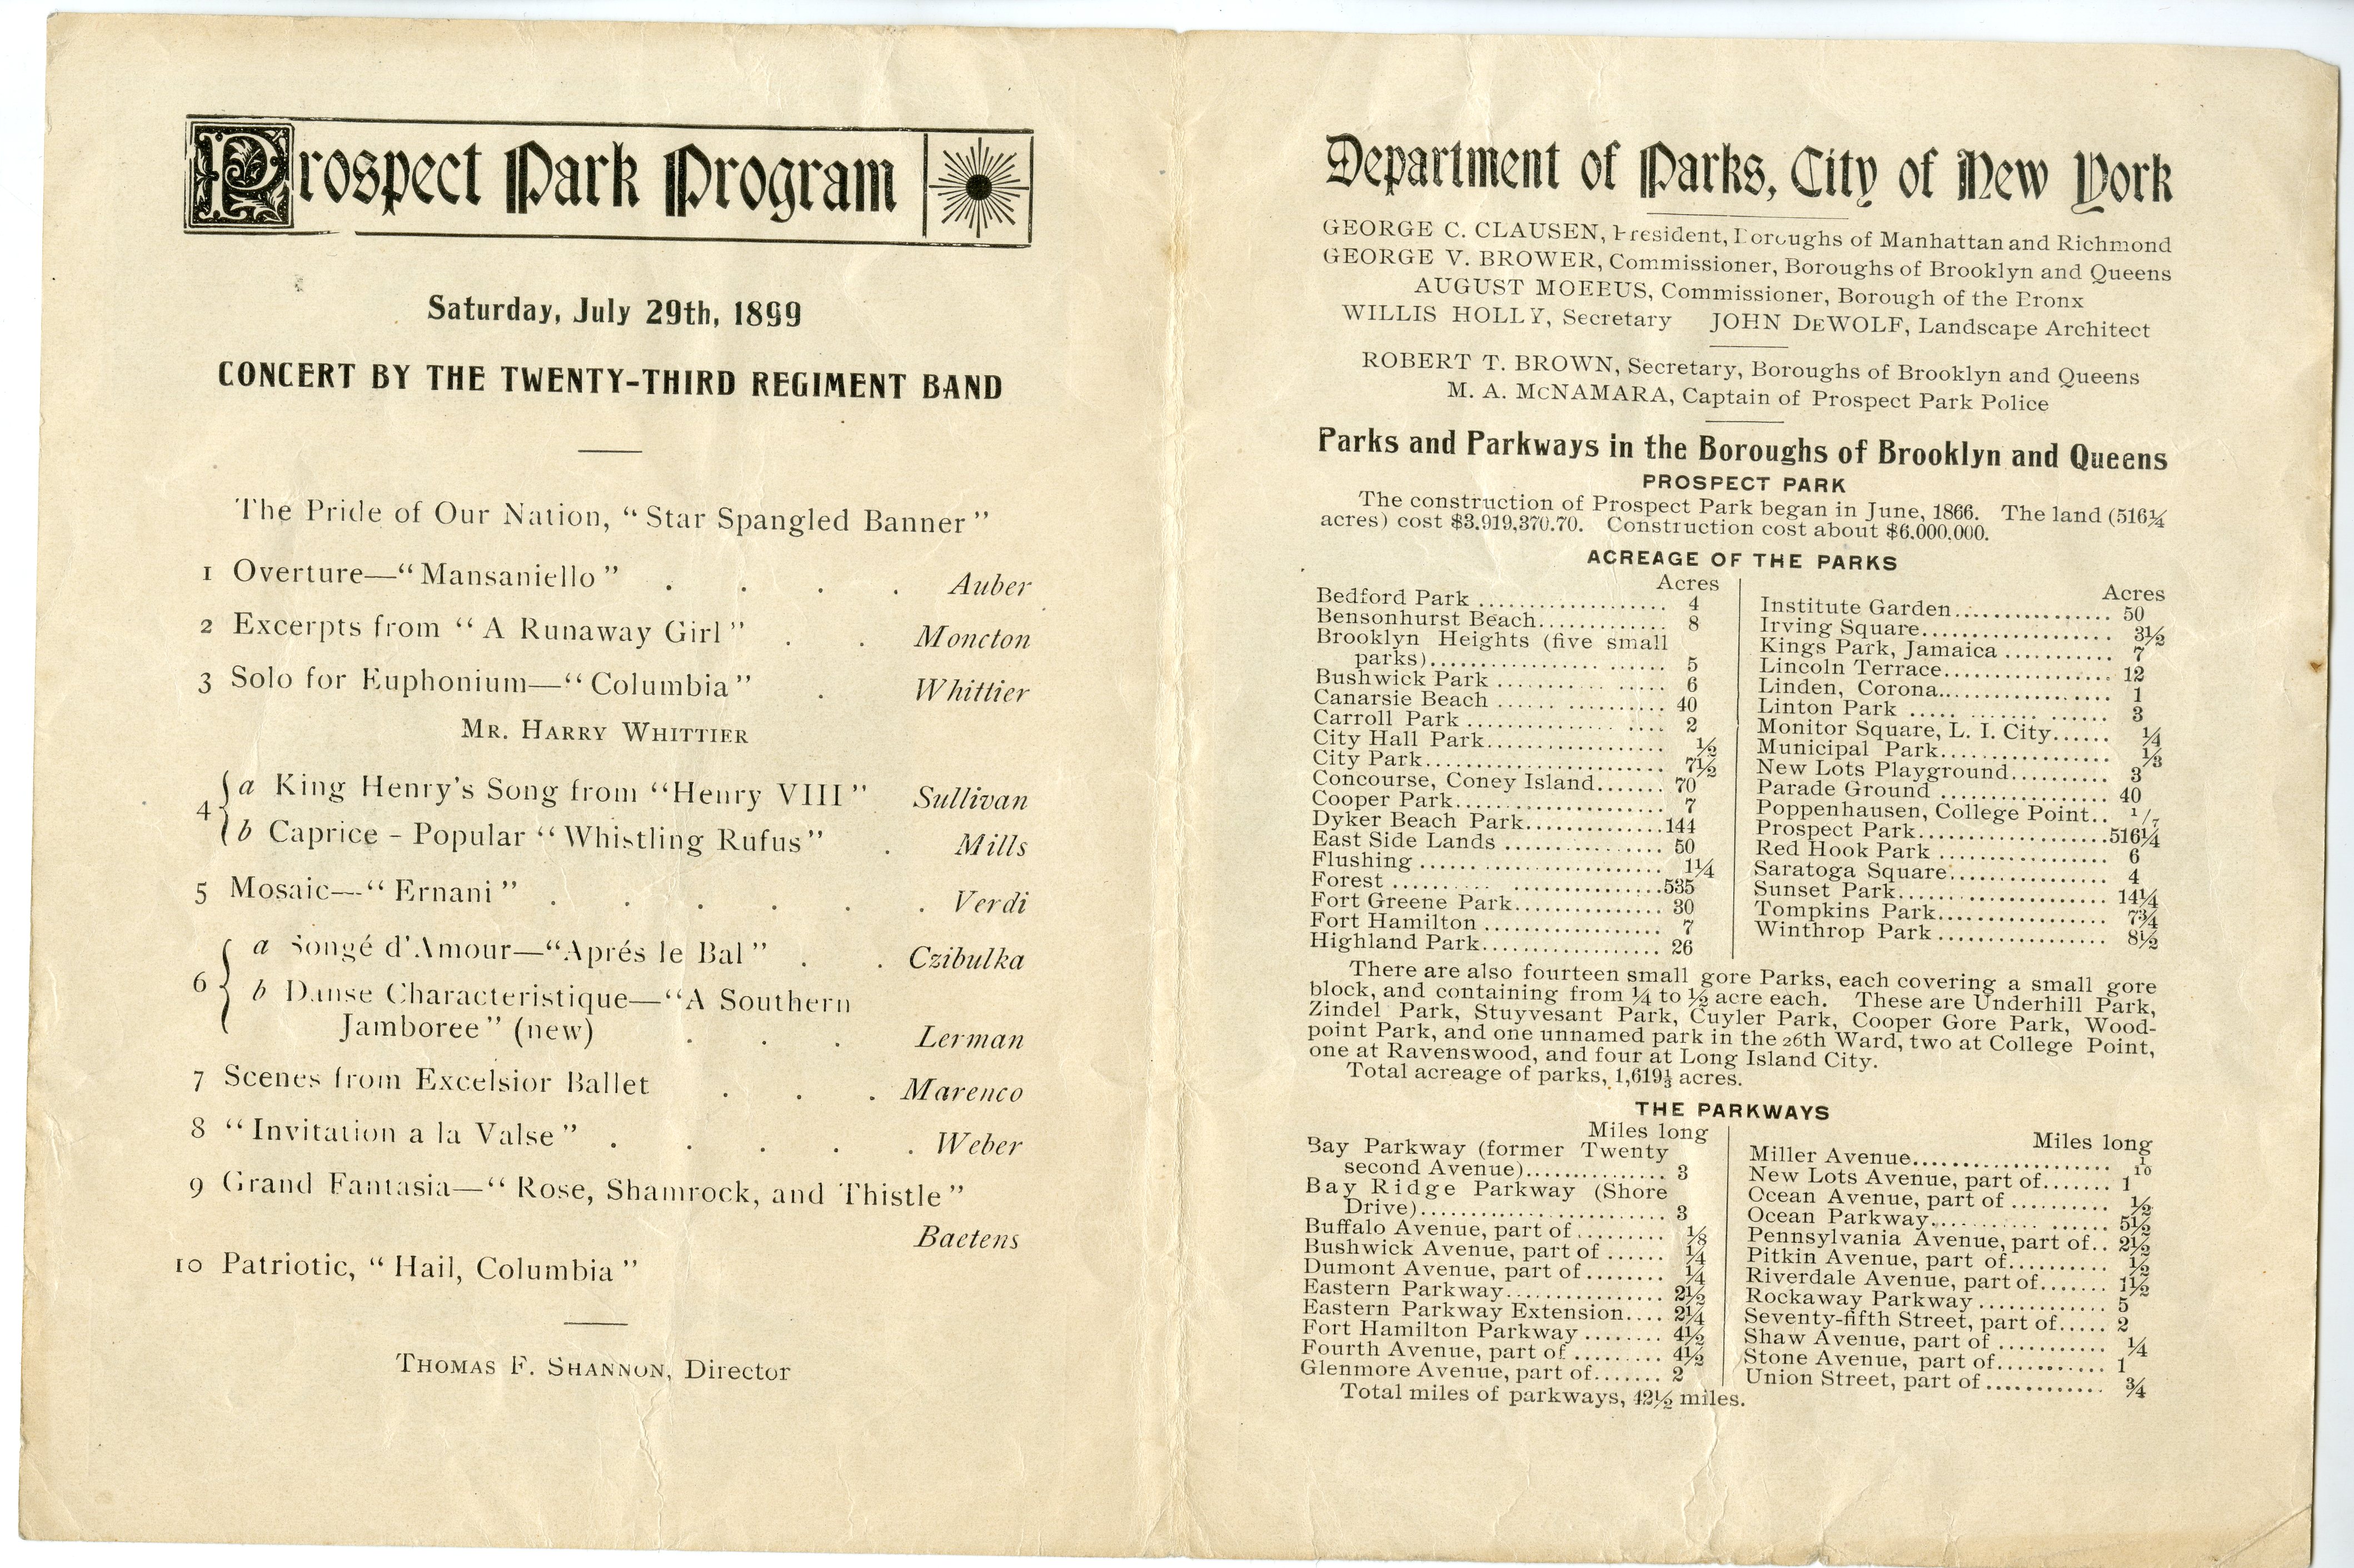 Prospect Park Program
Saturday, July 29th, 1899
CONCERT BY THE TWENTY-THIRD REGIMENT BAND
The Pride of Our Nation, “Star Spangled Banner”
1 Overture—“Mansaniello” . . . . Auber
2 Excerpts from “A Runaway Girl” . . Moncton
3 Solo for Euphonium—“Columbia” . Whittier
MR. HARRY WHITTIER
4 { a King Henry's Song from “Henry VIII” Sullivan
b Caprice - Popular “Whistling Rufus” . Mills
5 Mosaic—“Ernani” . . . . . . Verdi
6 { a Songé d'Amour—“Aprés le Bal” . . Czibulka
b Danse Characteristique—“A Southern
Jamboree” (new) . . . Lerman
7 Scenes from Excelsior Ballet . . . Marenco
8 “Invitation a la Valse” . . . . . Weber
9 Grand Fantasia—“Rose, Shamrock, and Thistle”
Baetens
10 Patriotic, “Hail, Columbia”
THOMAS F. SHANNON, Director
Department of Parks, City of New York
GEORGE C. CLAUSEN, President, Boroughs of Manhattan and Richmond
GEORGE V. BROWER, Commissioner, Boroughs of Brooklyn and Queens
AUGUST MOEBUS, Commissioner, Borough of the Bronx
WILLIS HOLLY, Secretary JOHN DEWOLF, Landscape Architect
ROBERT T. BROWN, Secretary, Boroughs of Brooklyn and Queens
M. A. MCNAMARA, Captain of Prospect Park Police
Parks and Parkways in the Boroughs of Brooklyn and Queens
PROSPECT PARK
The construction of Prospect Park began in June, 1866. The land (516¼
acres) cost $3.919,370.70. Construction cost about $6.000,000.
ACREAGE OF THE PARKS
Acres
Bedford Park .................... 4
Bensonhurst Beach............. 8
Brooklyn Heights (five small
parks)......................... 5
Bushwick Park ................. 6
Canarsie Beach ................ 40
Carroll Park .................... 2
City Hall Park................... ½
City Park.......................... 7½
Concourse, Coney Island....... 70
Cooper Park...................... 7
Dyker Beach Park...............144
East Side Lands ................. 50
Flushing .......................... 1¼
Forest .............................535
Fort Greene Park................ 30
Fort Hamilton ................... 7
Highland Park.................... 26
Acres
Institute Garden................. 50
Irving Square.................... 3½
Kings Park, Jamaica ........... 7
Lincoln Terrace.................. 12
Linden, Corona.................. 1
Linton Park ..................... 3
Monitor Square, L. I. City...... ¼
Municipal Park.................. ⅓
New Lots Playground.......... 3
Parade Ground .................. 40
Poppenhausen, College Point.. 1/7
Prospect Park.....................516¼
Red Hook Park .................. 6
Saratoga Square................. 4
Sunset Park...................... 14¼
Tompkins Park.................. 7¾
Winthrop Park .................. 8½
There are also fourteen small gore Parks, each covering a small gore
block, and containing from ¼ to ½ acre each. These are Underhill Park,
Zindel Park, Stuyvesant Park, Cuyler Park, Cooper Gore Park, Wood-
point Park, and one unnamed park in the 26th Ward, two at College Point,
one at Ravenswood, and four at Long Island City.
Total acreage of parks, 1,619⅓ acres.
THE PARKWAYS
Miles long
Bay Parkway (former Twenty
second Avenue)................ 3
Bay Ridge Parkway (Shore
Drive).......................... 3
Buffalo Avenue, part of ......... ⅛
Bushwick Avenue, part of ...... ¼
Dumont Avenue, part of........ ¼
Eastern Parkway................. 2½
Eastern Parkway Extension.... 2¼
Fort Hamilton Parkway ........ 4½
Fourth Avenue, part of ......... 4½
Glenmore Avenue, part of....... 2
Miles long
Miller Avenue..................... 1/10
New Lots Avenue, part of....... 1
Ocean Avenue, part of .......... ½
Ocean Parkway................... 5½
Pennsylvania Avenue, part of.. 2½
Pitkin Avenue, part of.......... ½
Riverdale Avenue, part of....... 1½
Rockaway Parkway ............. 5
Seventy-fifth Street, part of..... 2
Shaw Avenue, part of ........... ¼
Stone Avenue, part of............ 1
Union Street, part of ............ ¾
Total miles of parkways, 42½ miles.